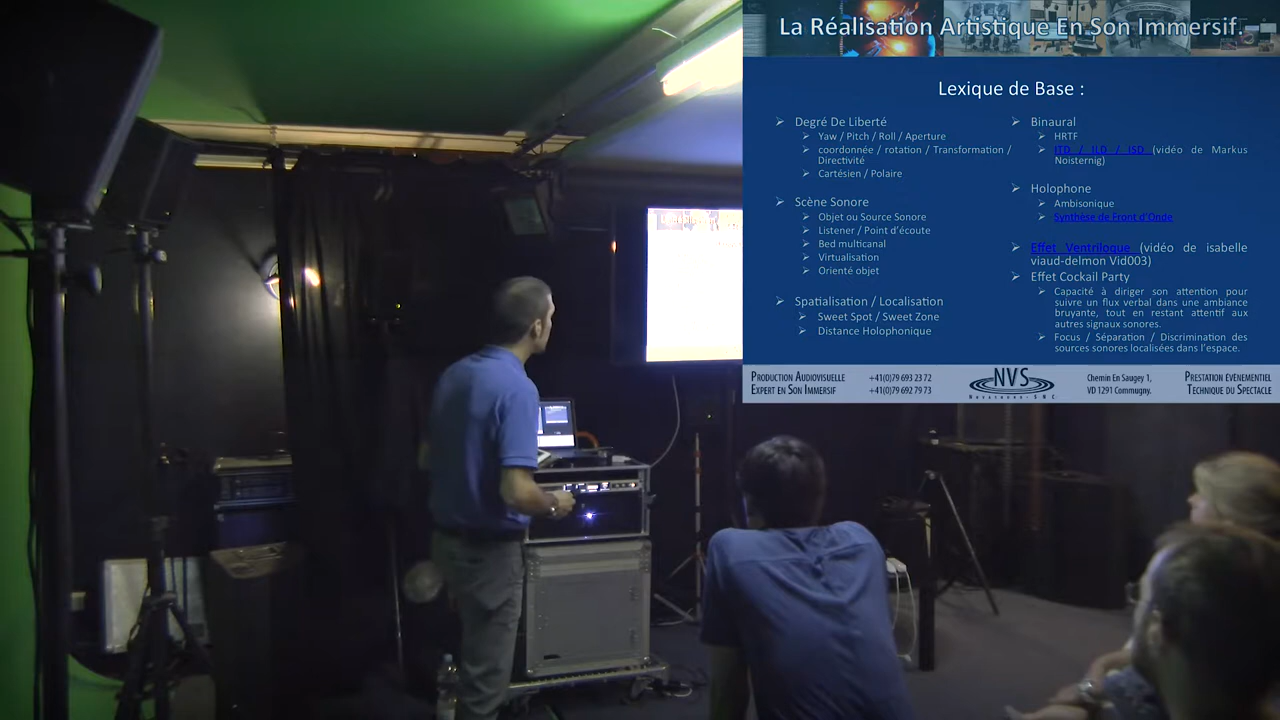 La Réalisation Artistique En Son Immersif.
Lexique de Base :
Degré De Liberté
Yaw / Pitch / Roll / Aperture
coordonnée / rotation / Transformation /
Directivité
Cartésien / Polaire
Scène Sonore
Objet ou Source Sonore
Listener / Point d'écoute
Bed multicanal
Virtualisation
Orienté objet
Spatialisation / Localisation
Sweet Spot / Sweet Zone
Distance Holophonique
Binaural
HRTF
ITD / ILD / ISD (vidéo de Markus
Noisternig)
Holophone
Ambisonique
Synthèse de Front d'Onde
Effet Ventriloque (vidéo de isabelle
viaud-delmon Vid003)
Effet Cockail Party
Capacité à diriger son attention pour
suivre un flux verbal dans une ambiance
bruyante, tout en restant attentif aux
autres signaux sonores.
Focus / Séparation / Discrimination des
sources sonores localisées dans l'espace.
Production Audiovisuelle
Expert en Son Immersif
+41(0)79 693 23 72
+41(0)79 692 79 73
NVS
Chemin En Saugey 1,
VD 1291 Commugny.
Prestation evènementiel
Technique du Spectacle